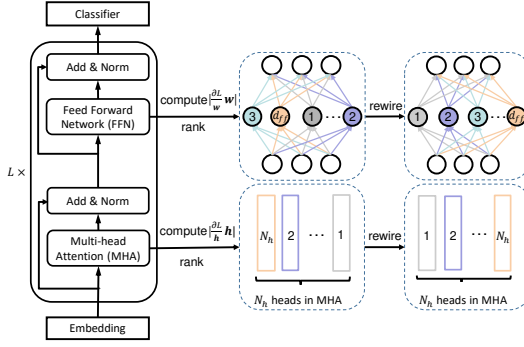 Classifier
Add & Norm
Feed Forward
Network (FFN)
L ×
Add & Norm
Multi-head
Attention (MHA)
Embedding
compute|∂L/w w|
rank
3 d_ff 1 ··· 2
rewire
1 2 3 ··· d_ff
compute|∂L/h h|
rank
N_h 2 ··· 1
N_h heads in MHA
rewire
1 2 ··· N_h
N_h heads in MHA